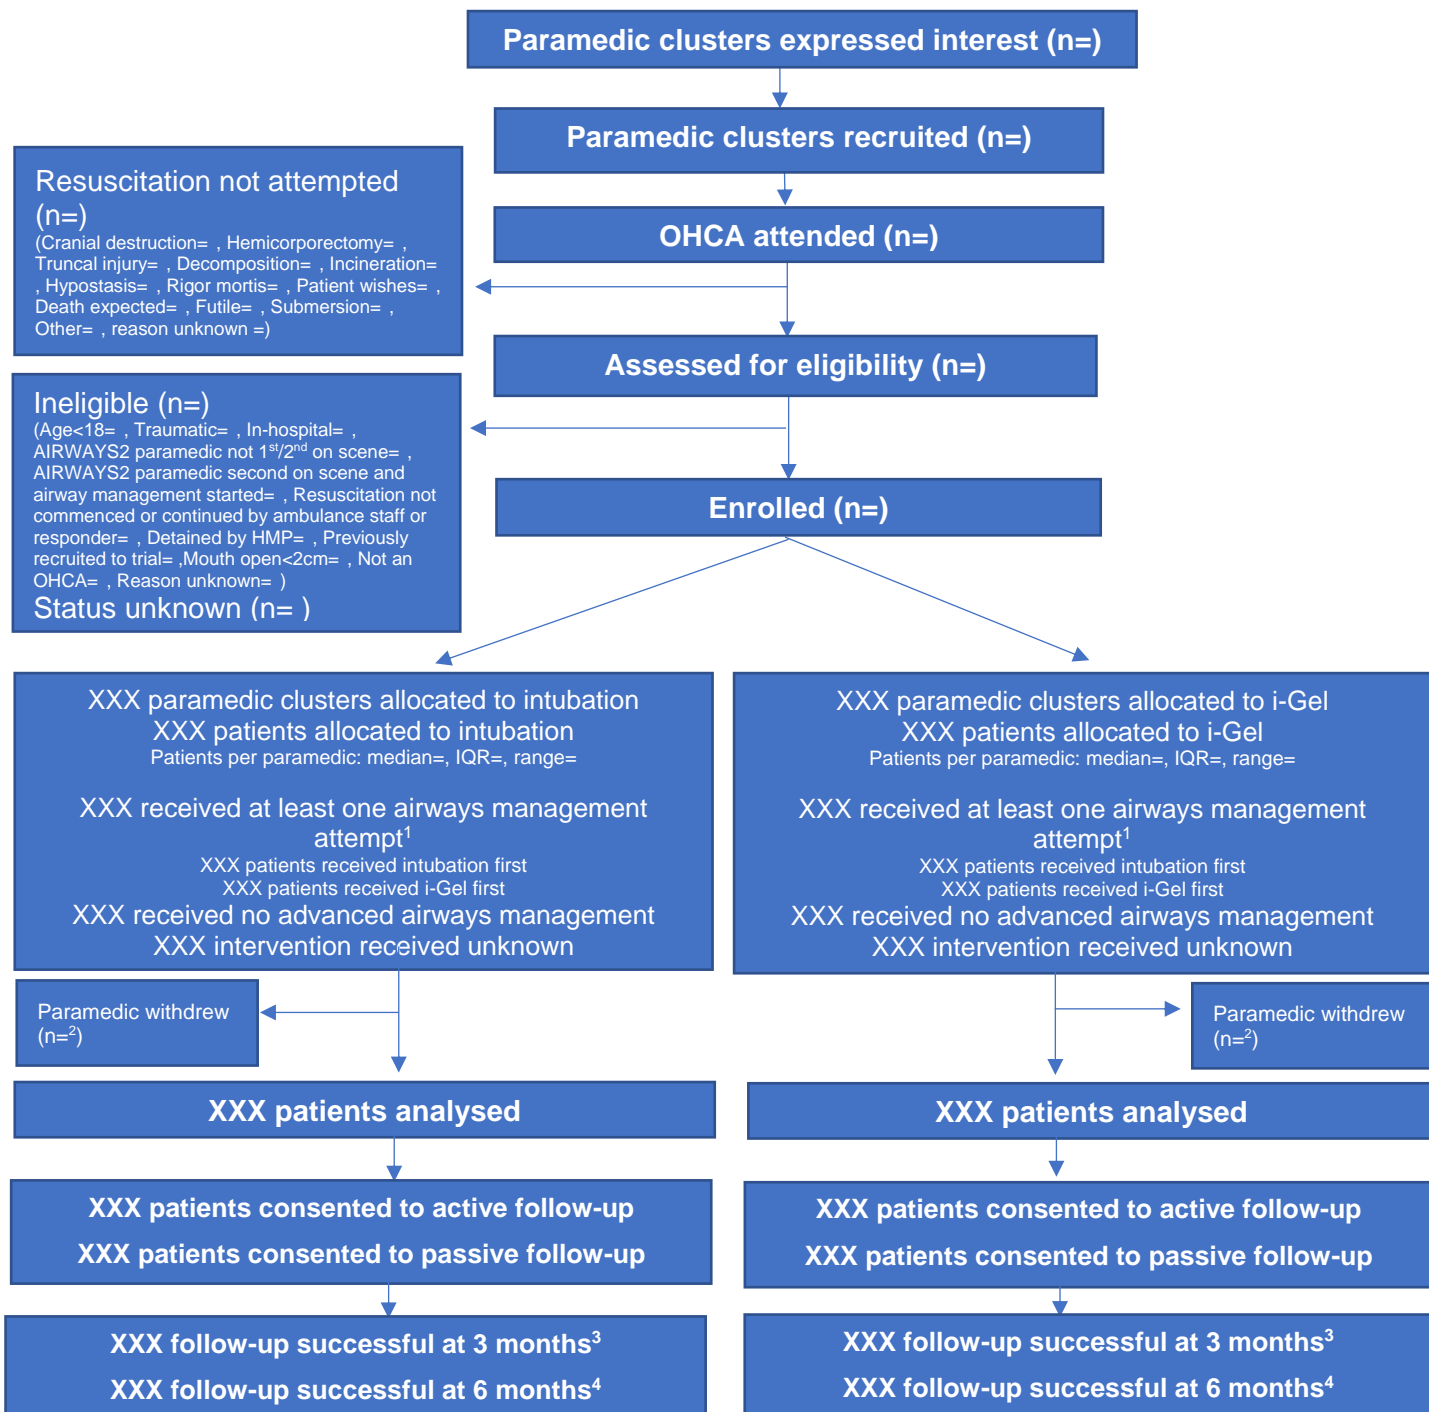 Paramedic clusters expressed interest (n=)
Paramedic clusters recruited (n=)
OHCA attended (n=)
Resuscitation not attempted
(n=)
(Cranial destruction= , Hemicorporectomy= ,
Truncal injury= , Decomposition= , Incineration=
, Hypostasis= , Rigor mortis= , Patient wishes= ,
Death expected= , Futile= , Submersion= ,
Other= , reason unknown =)
Assessed for eligibility (n=)
Ineligible (n=)
(Age<18= , Traumatic= , In-hospital= ,
AIRWAYS2 paramedic not 1st/2nd on scene= ,
AIRWAYS2 paramedic second on scene and
airway management started= , Resuscitation not
commenced or continued by ambulance staff or
responder= , Detained by HMP= , Previously
recruited to trial= ,Mouth open<2cm= , Not an
OHCA= , Reason unknown= )
Status unknown (n= )
Enrolled (n=)
XXX paramedic clusters allocated to intubation
XXX patients allocated to intubation
Patients per paramedic: median=, IQR=, range=
XXX received at least one airways management
attempt1
XXX patients received intubation first
XXX patients received i-Gel first
XXX received no advanced airways management
XXX intervention received unknown
XXX paramedic clusters allocated to i-Gel
XXX patients allocated to i-Gel
Patients per paramedic: median=, IQR=, range=
XXX received at least one airways management
attempt1
XXX patients received intubation first
XXX patients received i-Gel first
XXX received no advanced airways management
XXX intervention received unknown
Paramedic withdrew
(n=2)
Paramedic withdrew
(n=2)
XXX patients analysed
XXX patients analysed
XXX patients consented to active follow-up
XXX patients consented to passive follow-up
XXX patients consented to active follow-up
XXX patients consented to passive follow-up
XXX follow-up successful at 3 months3
XXX follow-up successful at 6 months4
XXX follow-up successful at 3 months3
XXX follow-up successful at 6 months4